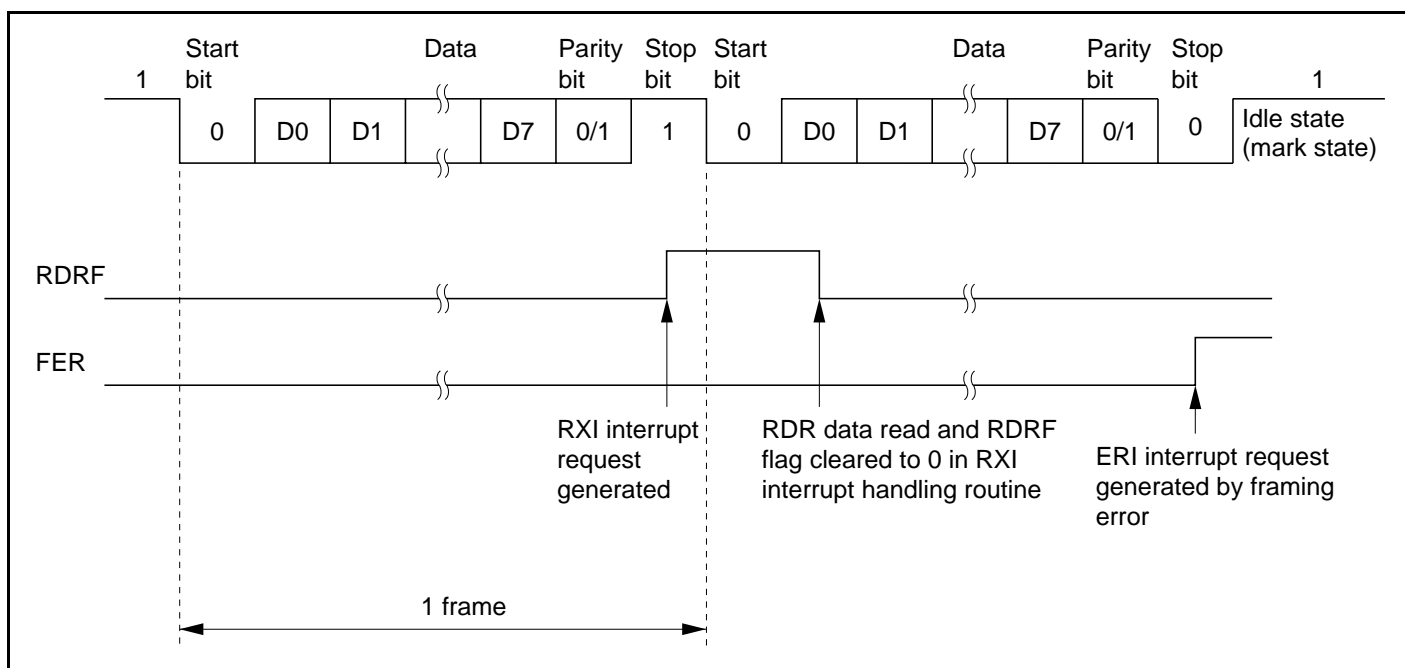 Start bit
Data
Parity bit
Stop bit
Start bit
Data
Parity bit
Stop bit
1
1
0
D0
D1
D7
0/1
1
0
D0
D1
D7
0/1
0
Idle state
(mark state)
RDRF
FER
RXI interrupt
request
generated
RDR data read and RDRF
flag cleared to 0 in RXI
interrupt handling routine
ERI interrupt request
generated by framing
error
1 frame